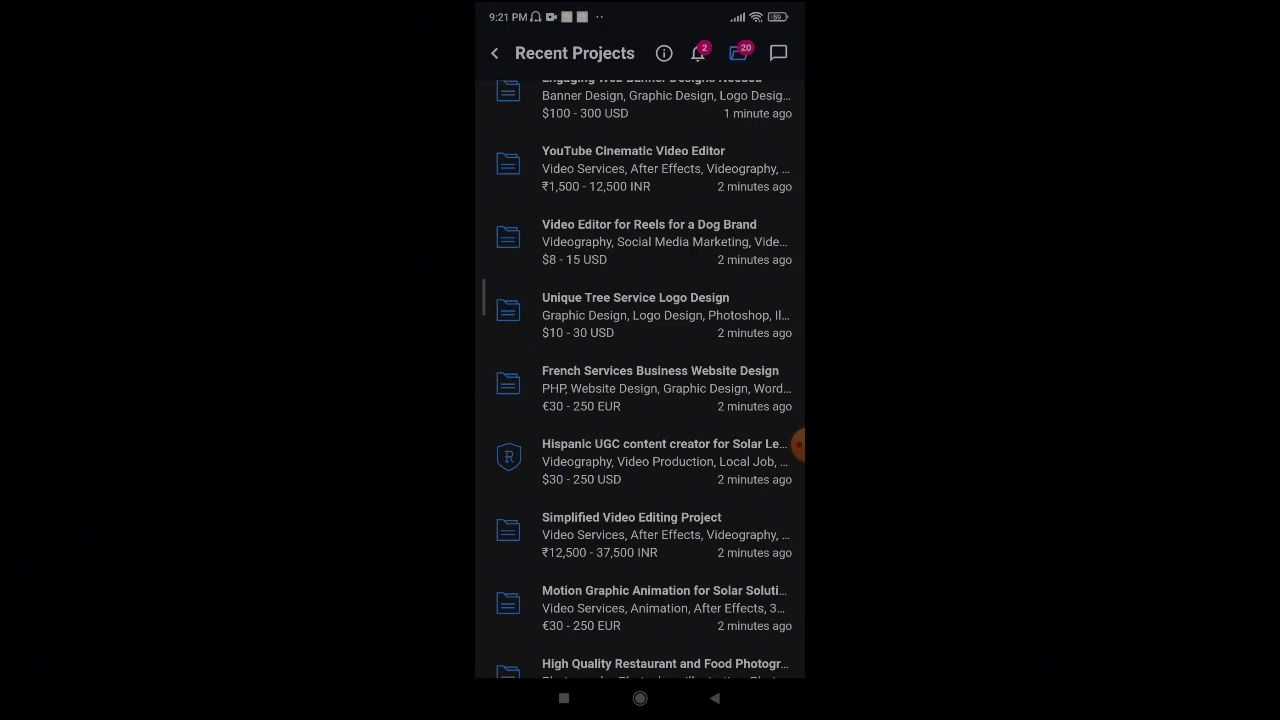 9:21 PM
59
Recent Projects
2
20
Engaging Web Banner Designs Needed
Banner Design, Graphic Design, Logo Desig...
$100 - 300 USD
1 minute ago
YouTube Cinematic Video Editor
Video Services, After Effects, Videography, ...
₹1,500 - 12,500 INR
2 minutes ago
Video Editor for Reels for a Dog Brand
Videography, Social Media Marketing, Vide...
$8 - 15 USD
2 minutes ago
Unique Tree Service Logo Design
Graphic Design, Logo Design, Photoshop, Il...
$10 - 30 USD
2 minutes ago
French Services Business Website Design
PHP, Website Design, Graphic Design, Word...
€30 - 250 EUR
2 minutes ago
R
Hispanic UGC content creator for Solar Le...
Videography, Video Production, Local Job, ...
$30 - 250 USD
2 minutes ago
Simplified Video Editing Project
Video Services, After Effects, Videography, ...
₹12,500 - 37,500 INR
2 minutes ago
Motion Graphic Animation for Solar Soluti...
Video Services, Animation, After Effects, 3...
€30 - 250 EUR
2 minutes ago
High Quality Restaurant and Food Photogr...